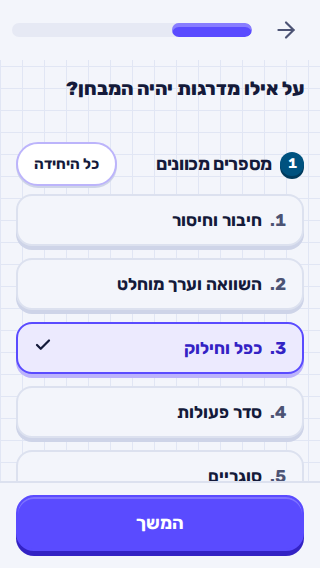 על אילו מדרגות יהיה המבחן?
1 מספרים מכוונים
כל היחידה
1. חיבור וחיסור
2. השוואה וערך מוחלט
3. כפל וחילוק
4. סדר פעולות
5. סוגריים
המשך